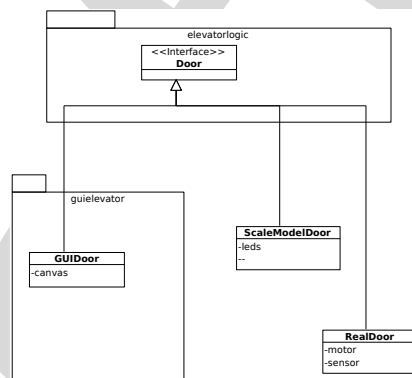 elevatorlogic
<<Interface>>
Door
guielevator
GUIDoor
-canvas
ScaleModelDoor
-leds
--
RealDoor
-motor
-sensor